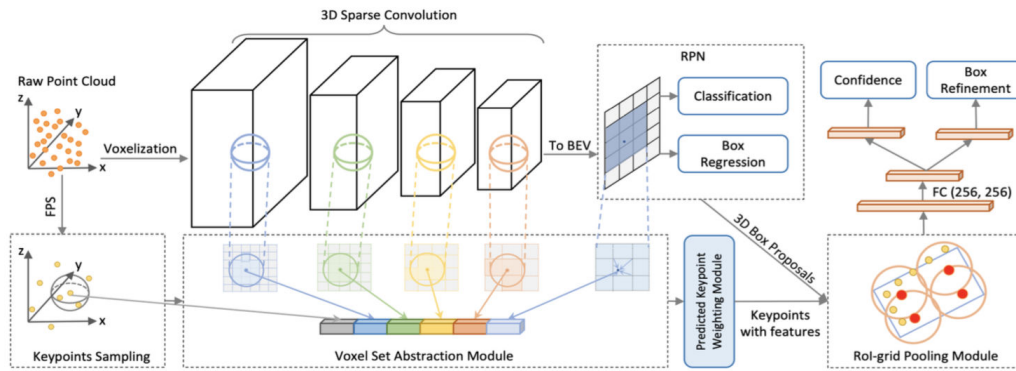 3D Sparse Convolution
Raw Point Cloud
z
y
x
Voxelization
FPS
To BEV
RPN
Classification
Box
Regression
Confidence
Box
Refinement
FC (256, 256)
3D Box Proposals
z
y
x
Keypoints Sampling
Voxel Set Abstraction Module
Predicted Keypoint
Weighting Module
Keypoints
with features
RoI-grid Pooling Module